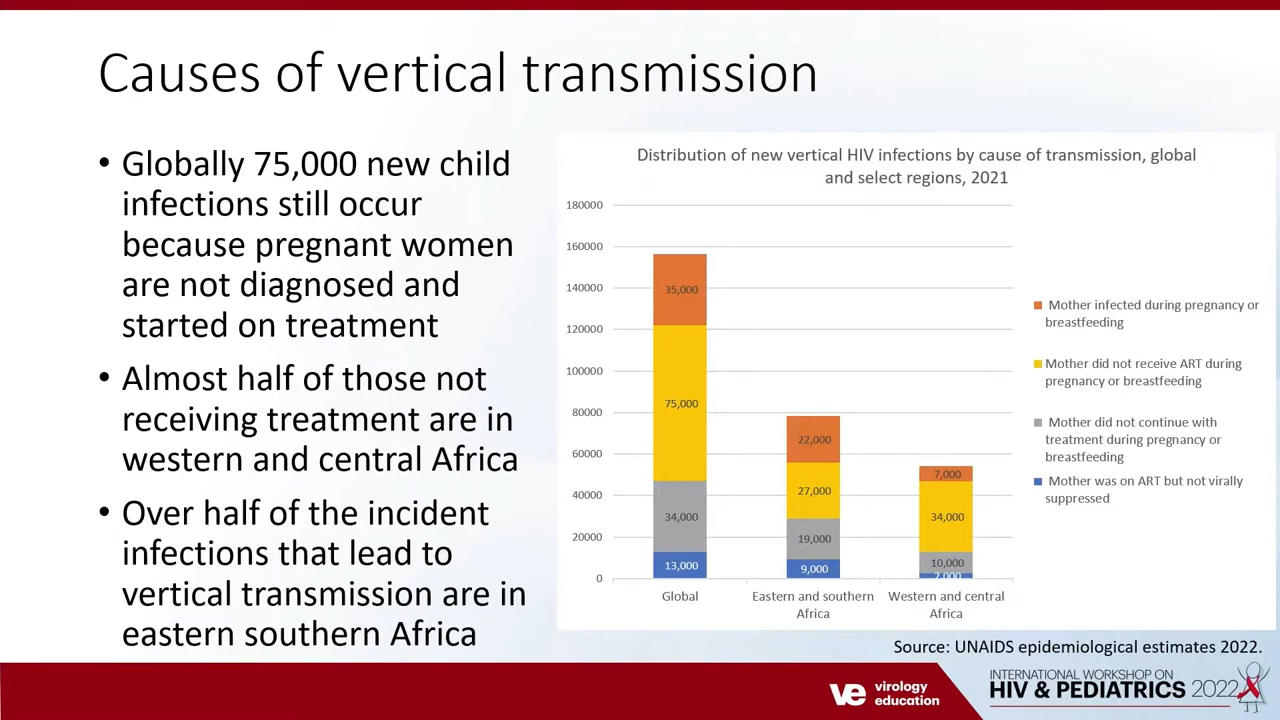 Causes of vertical transmission
• Globally 75,000 new child
infections still occur
because pregnant women
are not diagnosed and
started on treatment
• Almost half of those not
receiving treatment are in
western and central Africa
• Over half of the incident
infections that lead to
vertical transmission are in
eastern southern Africa
Distribution of new vertical HIV infections by cause of transmission, global
and select regions, 2021
180000
160000
140000
120000
100000
80000
60000
40000
20000
0
35,000
75,000
34,000
13,000
22,000
27,000
19,000
9,000
7,000
34,000
10,000
2,000
Global
Eastern and southern
Africa
Western and central
Africa
Mother infected during pregnancy or
breastfeeding
Mother did not receive ART during
pregnancy or breastfeeding
Mother did not continue with
treatment during pregnancy or
breastfeeding
Mother was on ART but not virally
suppressed
Source: UNAIDS epidemiological estimates 2022.
ve virology
education
INTERNATIONAL WORKSHOP ON
HIV & PEDIATRICS 2022